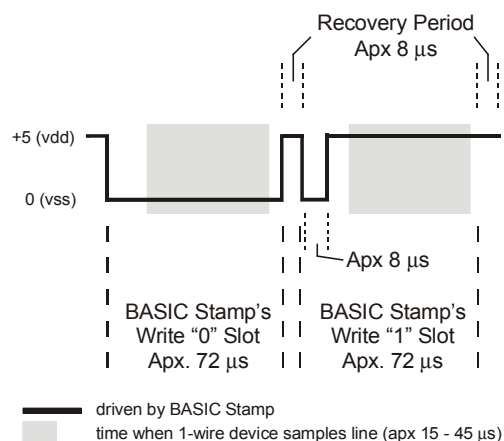 Recovery Period
Apx 8 μs
+5 (vdd)
0 (vss)
Apx 8 μs
BASIC Stamp's
Write “0” Slot
Apx. 72 μs
BASIC Stamp's
Write “1” Slot
Apx. 72 μs
driven by BASIC Stamp
time when 1-wire device samples line (apx 15 - 45 μs)